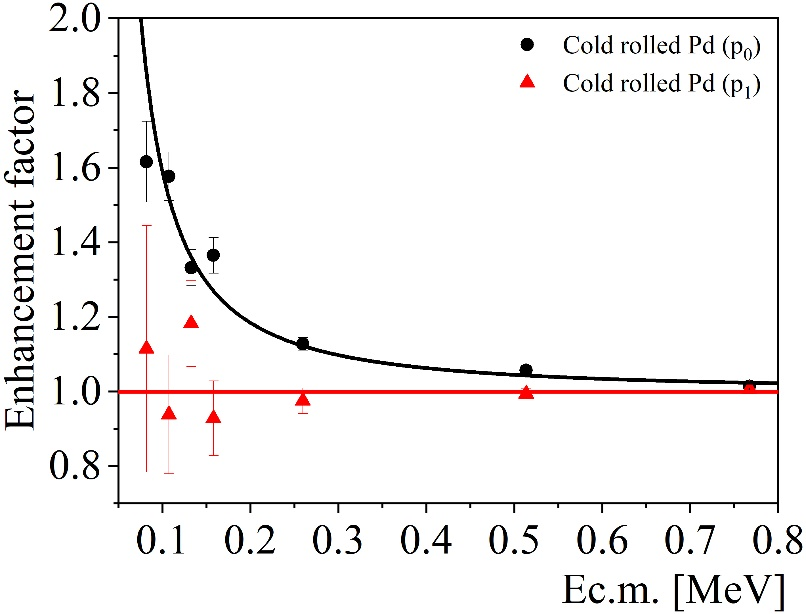 2.0
1.8
1.6
1.4
1.2
1.0
0.8
Enhancement factor
Cold rolled Pd (p₀)
Cold rolled Pd (p₁)
0.1 0.2 0.3 0.4 0.5 0.6 0.7 0.8
Ec.m. [MeV]